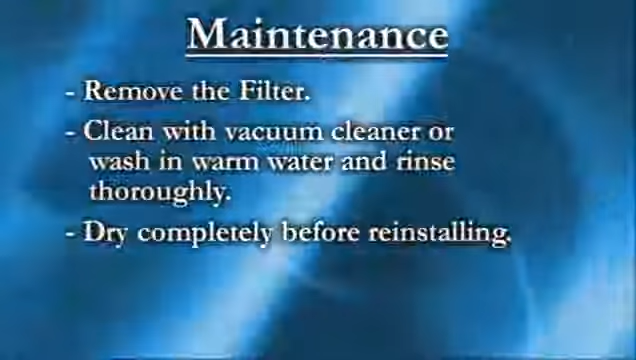 Maintenance
- Remove the Filter.
- Clean with vacuum cleaner or
wash in warm water and rinse
thoroughly.
- Dry completely before reinstalling.